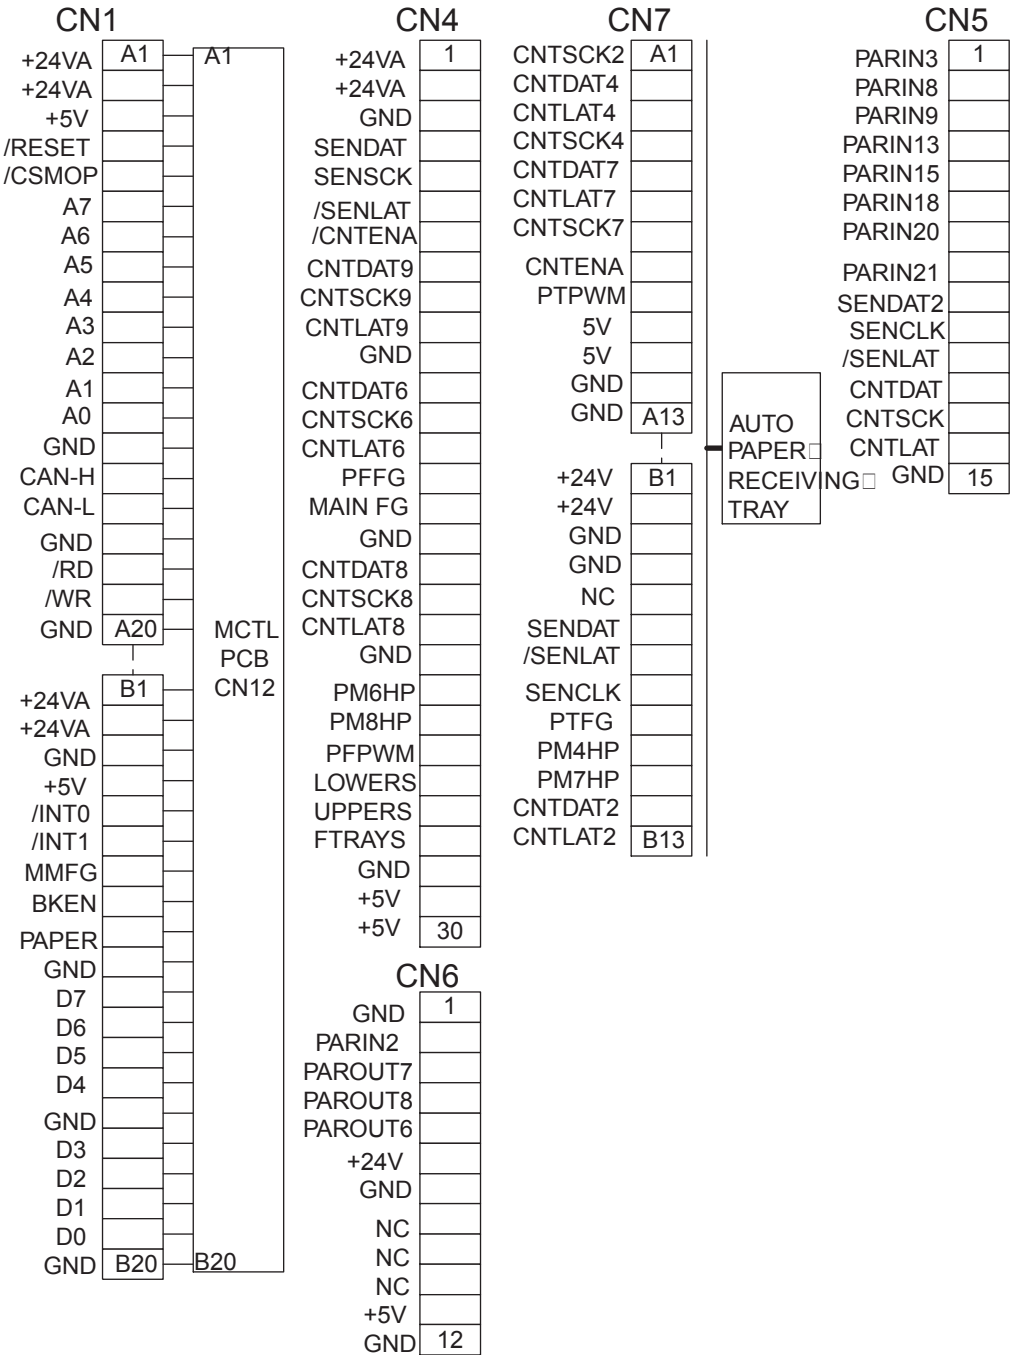 CN1
+24VA A1 A1
+24VA
+5V
/RESET
/CSMOP
A7
A6
A5
A4
A3
A2
A1
A0
GND
CAN-H
CAN-L
GND
/RD
/WR
GND A20
MCTL
PCB
CN12
+24VA B1
+24VA
GND
+5V
/INT0
/INT1
MMFG
BKEN
PAPER
GND
D7
D6
D5
D4
GND
D3
D2
D1
D0
GND B20 B20
CN4
+24VA 1
+24VA
GND
SENDAT
SENSCK
/SENLAT
/CNTENA
CNTDAT9
CNTSCK9
CNTLAT9
GND
CNTDAT6
CNTSCK6
CNTLAT6
PFFG
MAIN FG
GND
CNTDAT8
CNTSCK8
CNTLAT8
GND
PM6HP
PM8HP
PFPWM
LOWERS
UPPERS
FTRAYS
GND
+5V
+5V 30
CN6
GND 1
PARIN2
PAROUT7
PAROUT8
PAROUT6
+24V
GND
NC
NC
NC
+5V
GND 12
CN7
CNTSCK2 A1
CNTDAT4
CNTLAT4
CNTSCK4
CNTDAT7
CNTLAT7
CNTSCK7
CNTENA
PTPWM
5V
5V
GND
GND A13
+24V B1
+24V
GND
GND
NC
SENDAT
/SENLAT
SENCLK
PTFG
PM4HP
PM7HP
CNTDAT2
CNTLAT2 B13
AUTO
PAPER□
RECEIVING□
TRAY
CN5
PARIN3 1
PARIN8
PARIN9
PARIN13
PARIN15
PARIN18
PARIN20
PARIN21
SENDAT2
SENCLK
/SENLAT
CNTDAT
CNTSCK
CNTLAT
GND 15